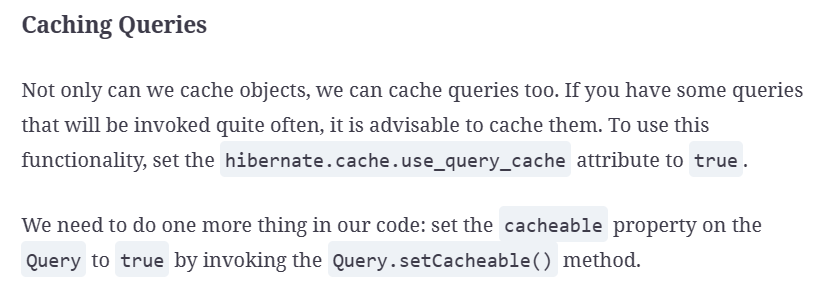 Caching Queries
Not only can we cache objects, we can cache queries too. If you have some queries
that will be invoked quite often, it is advisable to cache them. To use this
functionality, set the hibernate.cache.use_query_cache attribute to true.
We need to do one more thing in our code: set the cacheable property on the
Query to true by invoking the Query.setCacheable() method.